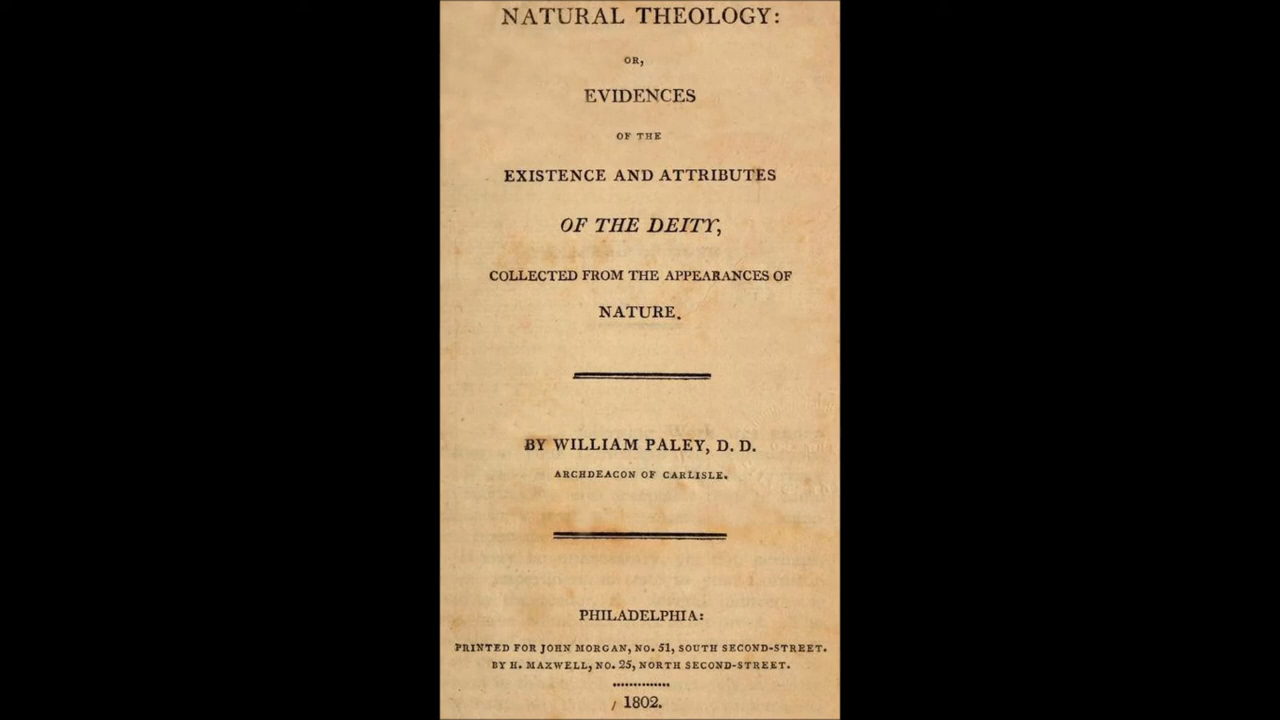 NATURAL THEOLOGY:
OR,
EVIDENCES
OF THE
EXISTENCE AND ATTRIBUTES
OF THE DEITY,
COLLECTED FROM THE APPEARANCES OF
NATURE.
BY WILLIAM PALEY, D. D.
ARCHDEACON OF CARLISLE.
PHILADELPHIA:
PRINTED FOR JOHN MORGAN, NO. 51, SOUTH SECOND-STREET.
BY H. MAXWELL, NO. 25, NORTH SECOND-STREET.
1802.